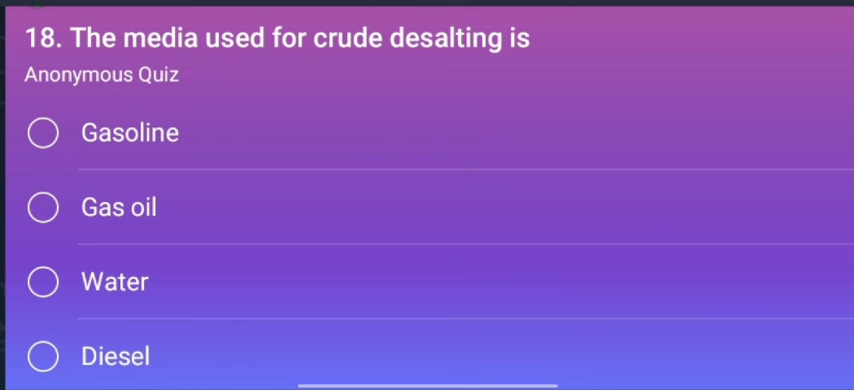 18. The media used for crude desalting is
Anonymous Quiz
Gasoline
Gas oil
Water
Diesel